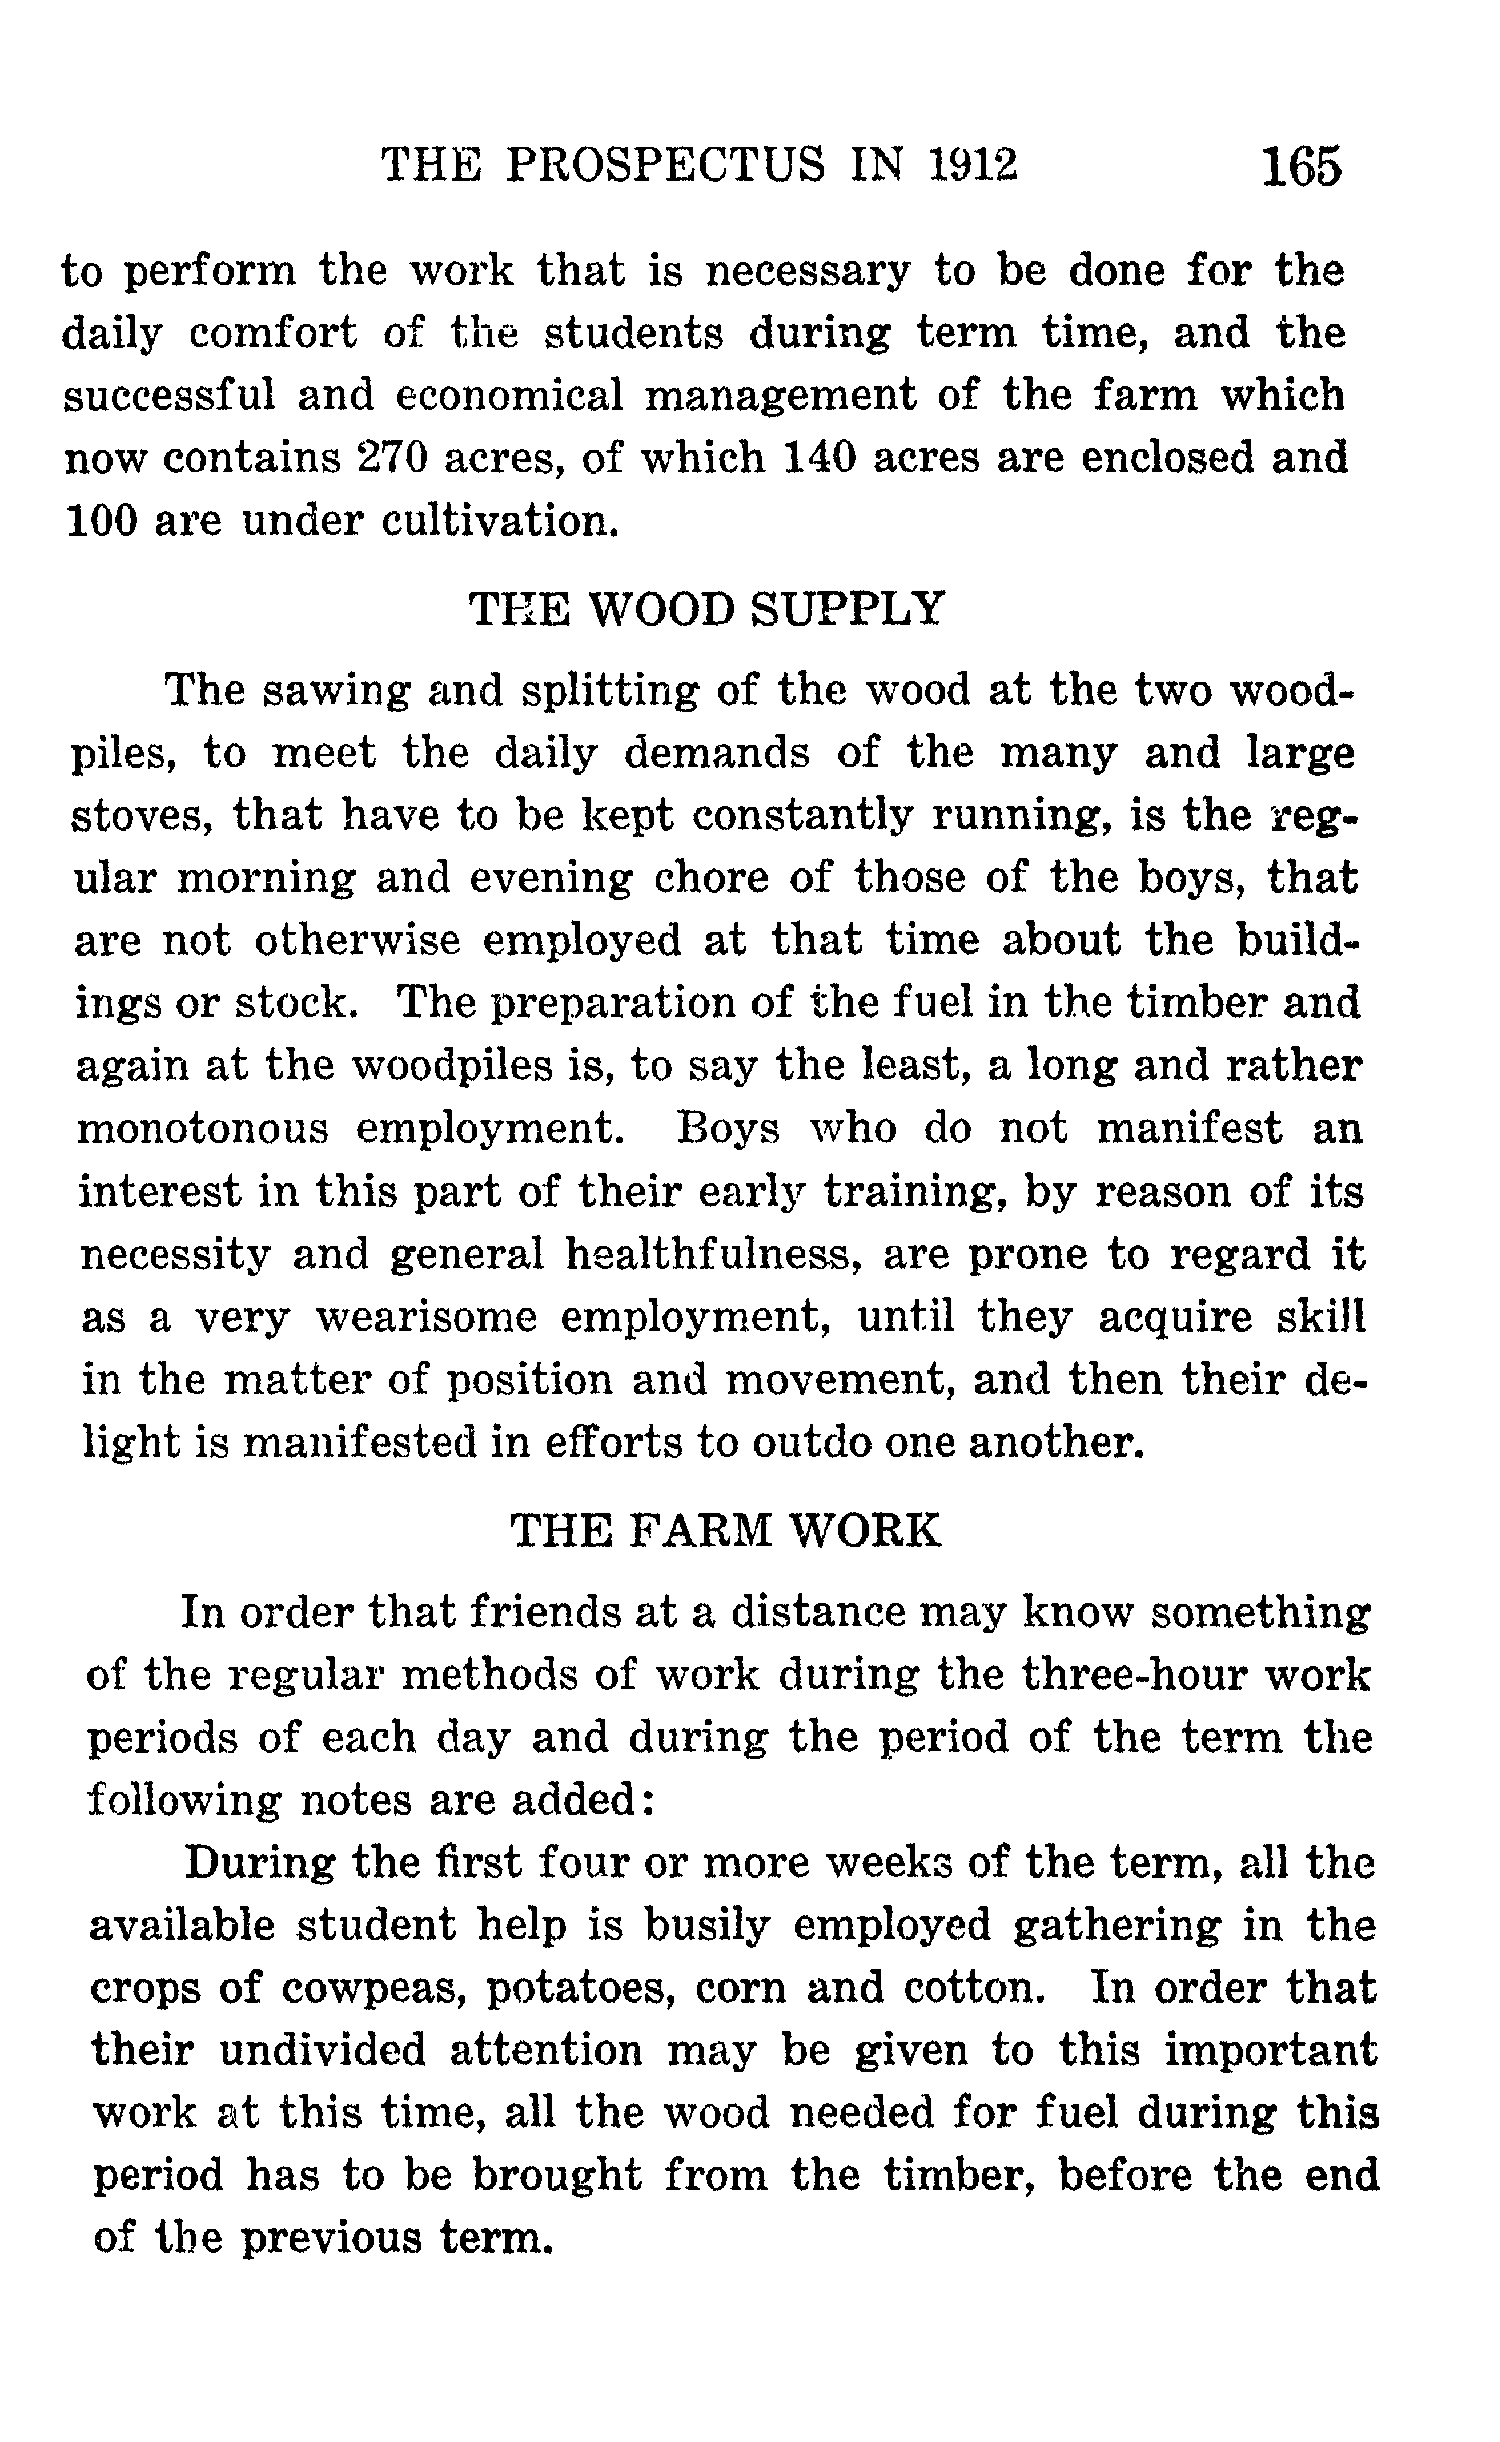 THE PROSPECTUS IN 1912 165
to perform the work that is necessary to be done for the
daily comfort of the students during term time, and the
successful and economical management of the farm which
now contains 270 acres, of which 140 acres are enclosed and
100 are under cultivation.
THE WOOD SUPPLY
The sawing and splitting of the wood at the two wood-
piles, to meet the daily demands of the many and large
stoves, that have to be kept constantly running, is the reg-
ular morning and evening chore of those of the boys, that
are not otherwise employed at that time about the build-
ings or stock. The preparation of the fuel in the timber and
again at the woodpiles is, to say the least, a long and rather
monotonous employment. Boys who do not manifest an
interest in this part of their early training, by reason of its
necessity and general healthfulness, are prone to regard it
as a very wearisome employment, until they acquire skill
in the matter of position and movement, and then their de-
light is manifested in efforts to outdo one another.
THE FARM WORK
In order that friends at a distance may know something
of the regular methods of work during the three-hour work
periods of each day and during the period of the term the
following notes are added:
During the first four or more weeks of the term, all the
available student help is busily employed gathering in the
crops of cowpeas, potatoes, corn and cotton. In order that
their undivided attention may be given to this important
work at this time, all the wood needed for fuel during this
period has to be brought from the timber, before the end
of the previous term.